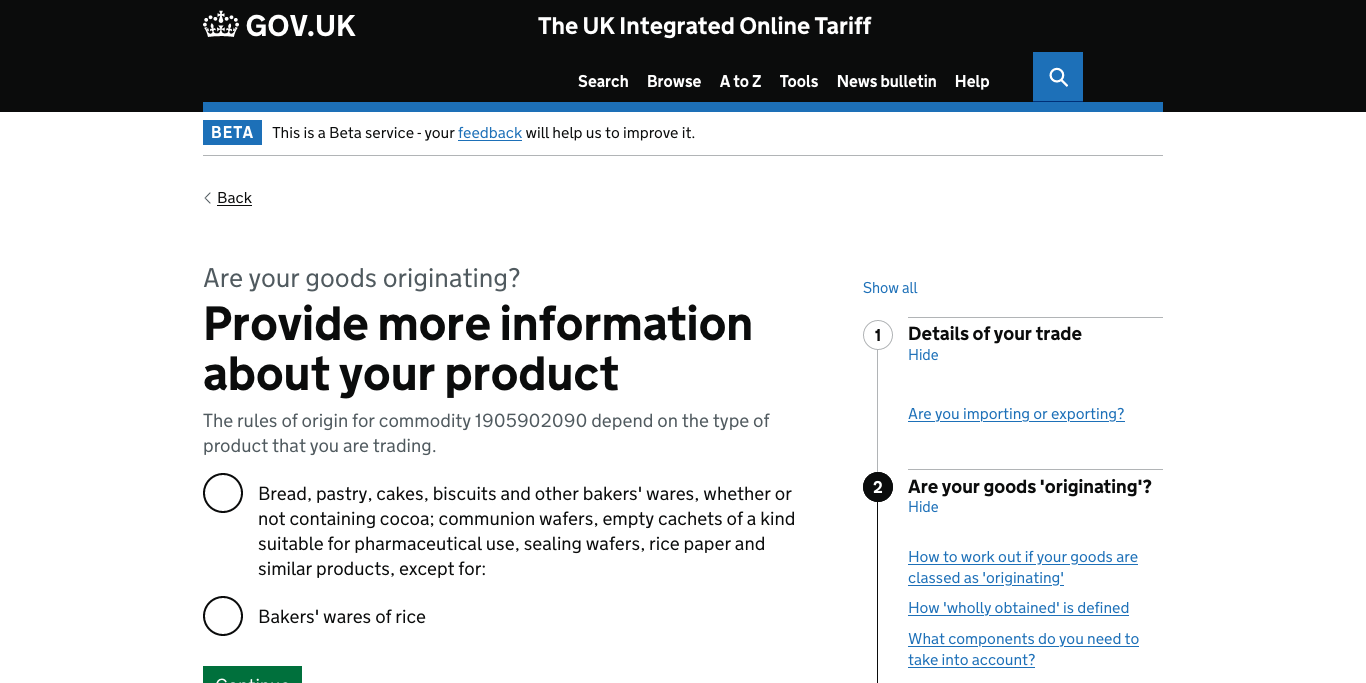 GOV.UK
The UK Integrated Online Tariff
Search Browse A to Z Tools News bulletin Help
BETA This is a Beta service - your feedback will help us to improve it.
Back
Are your goods originating?
Provide more information
about your product
The rules of origin for commodity 1905902090 depend on the type of
product that you are trading.
Bread, pastry, cakes, biscuits and other bakers' wares, whether or
not containing cocoa; communion wafers, empty cachets of a kind
suitable for pharmaceutical use, sealing wafers, rice paper and
similar products, except for:
Bakers' wares of rice
Continue
Show all
1 Details of your trade
Hide
Are you importing or exporting?
2 Are your goods 'originating'?
Hide
How to work out if your goods are
classed as 'originating'
How 'wholly obtained' is defined
What components do you need to
take into account?